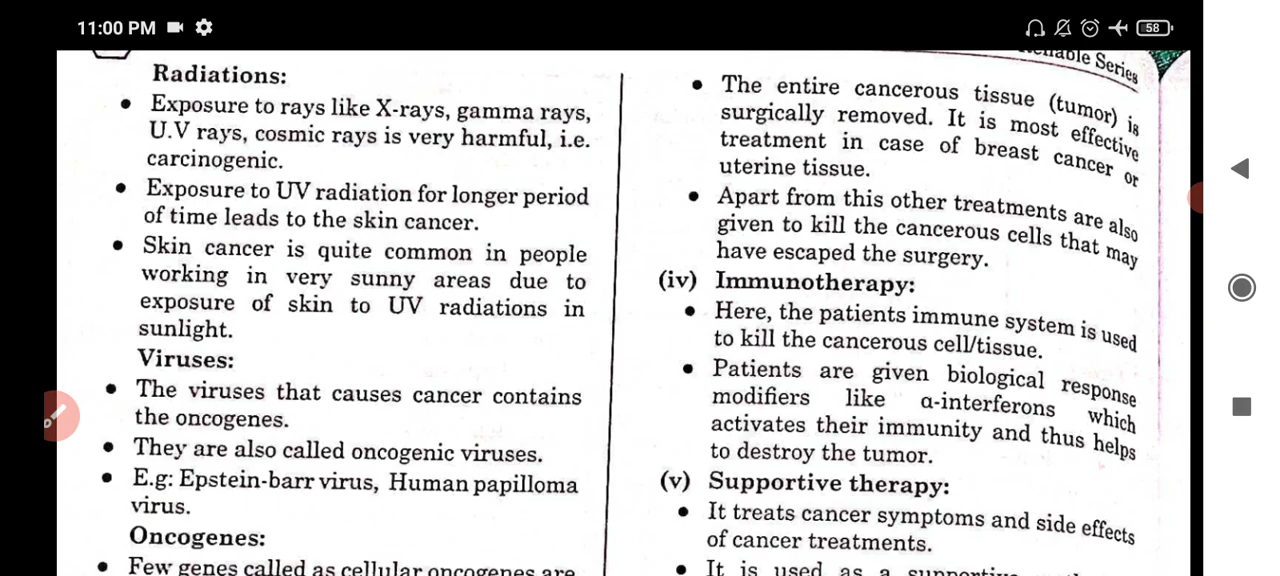 11:00 PM
58
Reliable Series
Radiations:
• Exposure to rays like X-rays, gamma rays,
U.V rays, cosmic rays is very harmful, i.e.
carcinogenic.
• Exposure to UV radiation for longer period
of time leads to the skin cancer.
• Skin cancer is quite common in people
working in very sunny areas due to
exposure of skin to UV radiations in
sunlight.
Viruses:
• The viruses that causes cancer contains
the oncogenes.
• They are also called oncogenic viruses.
• E.g: Epstein-barr virus, Human papilloma
virus.
Oncogenes:
• Few genes called as cellular oncogenes are
• The entire cancerous tissue (tumor) is
surgically removed. It is most effective
treatment in case of breast cancer or
uterine tissue.
• Apart from this other treatments are also
given to kill the cancerous cells that may
have escaped the surgery.
(iv) Immunotherapy:
• Here, the patients immune system is used
to kill the cancerous cell/tissue.
• Patients are given biological response
modifiers like α-interferons which
activates their immunity and thus helps
to destroy the tumor.
(v) Supportive therapy:
• It treats cancer symptoms and side effects
of cancer treatments.
• It is used as a supportive